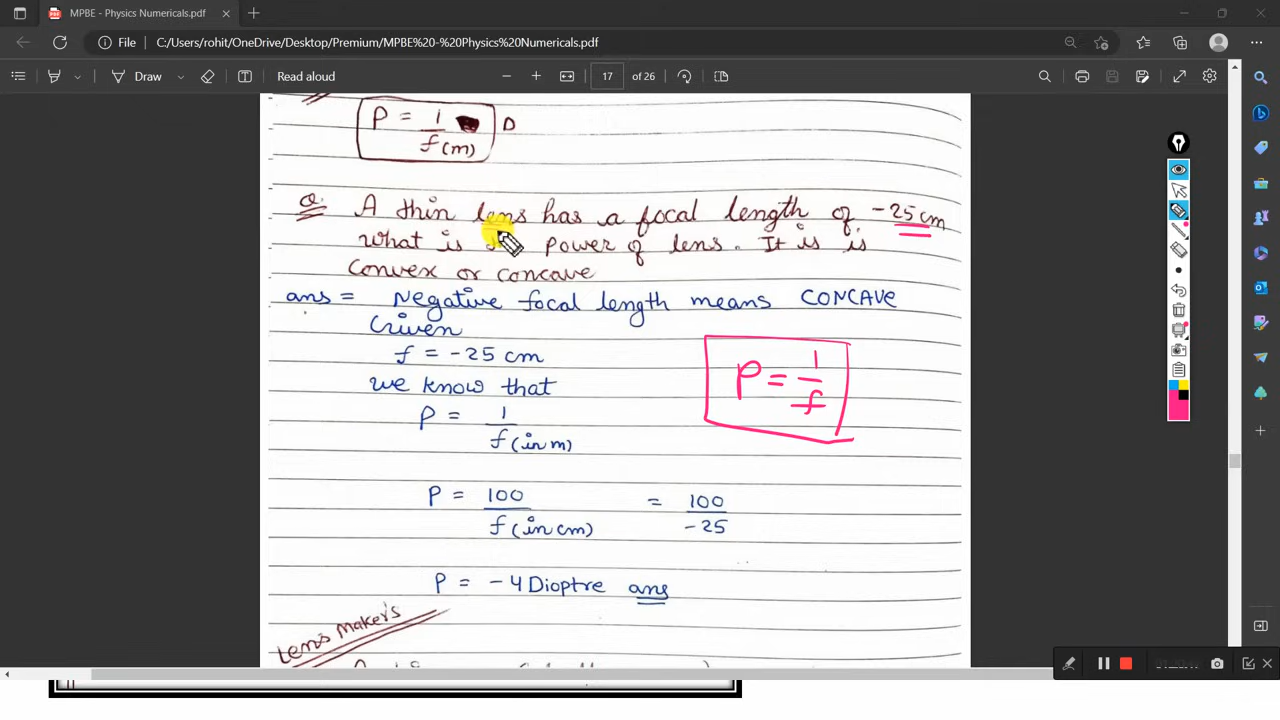 MPBE - Physics Numericals.pdf
File C:/Users/rohit/OneDrive/Desktop/Premium/MPBE%20-%20Physics%20Numericals.pdf
Draw Read aloud 17 of 26
P = 1 / f(m) D
Q. A thin lens has a focal length of -25 cm
what is power of lens. It is is
Convex or concave
ans = Negative focal length means CONCAVE
Given
f = -25 cm
we know that
P = 1 / f(in m)
P = 1 / f
P = 100 / f(in cm) = 100 / -25
P = -4 Dioptre ans
Lens Maker's